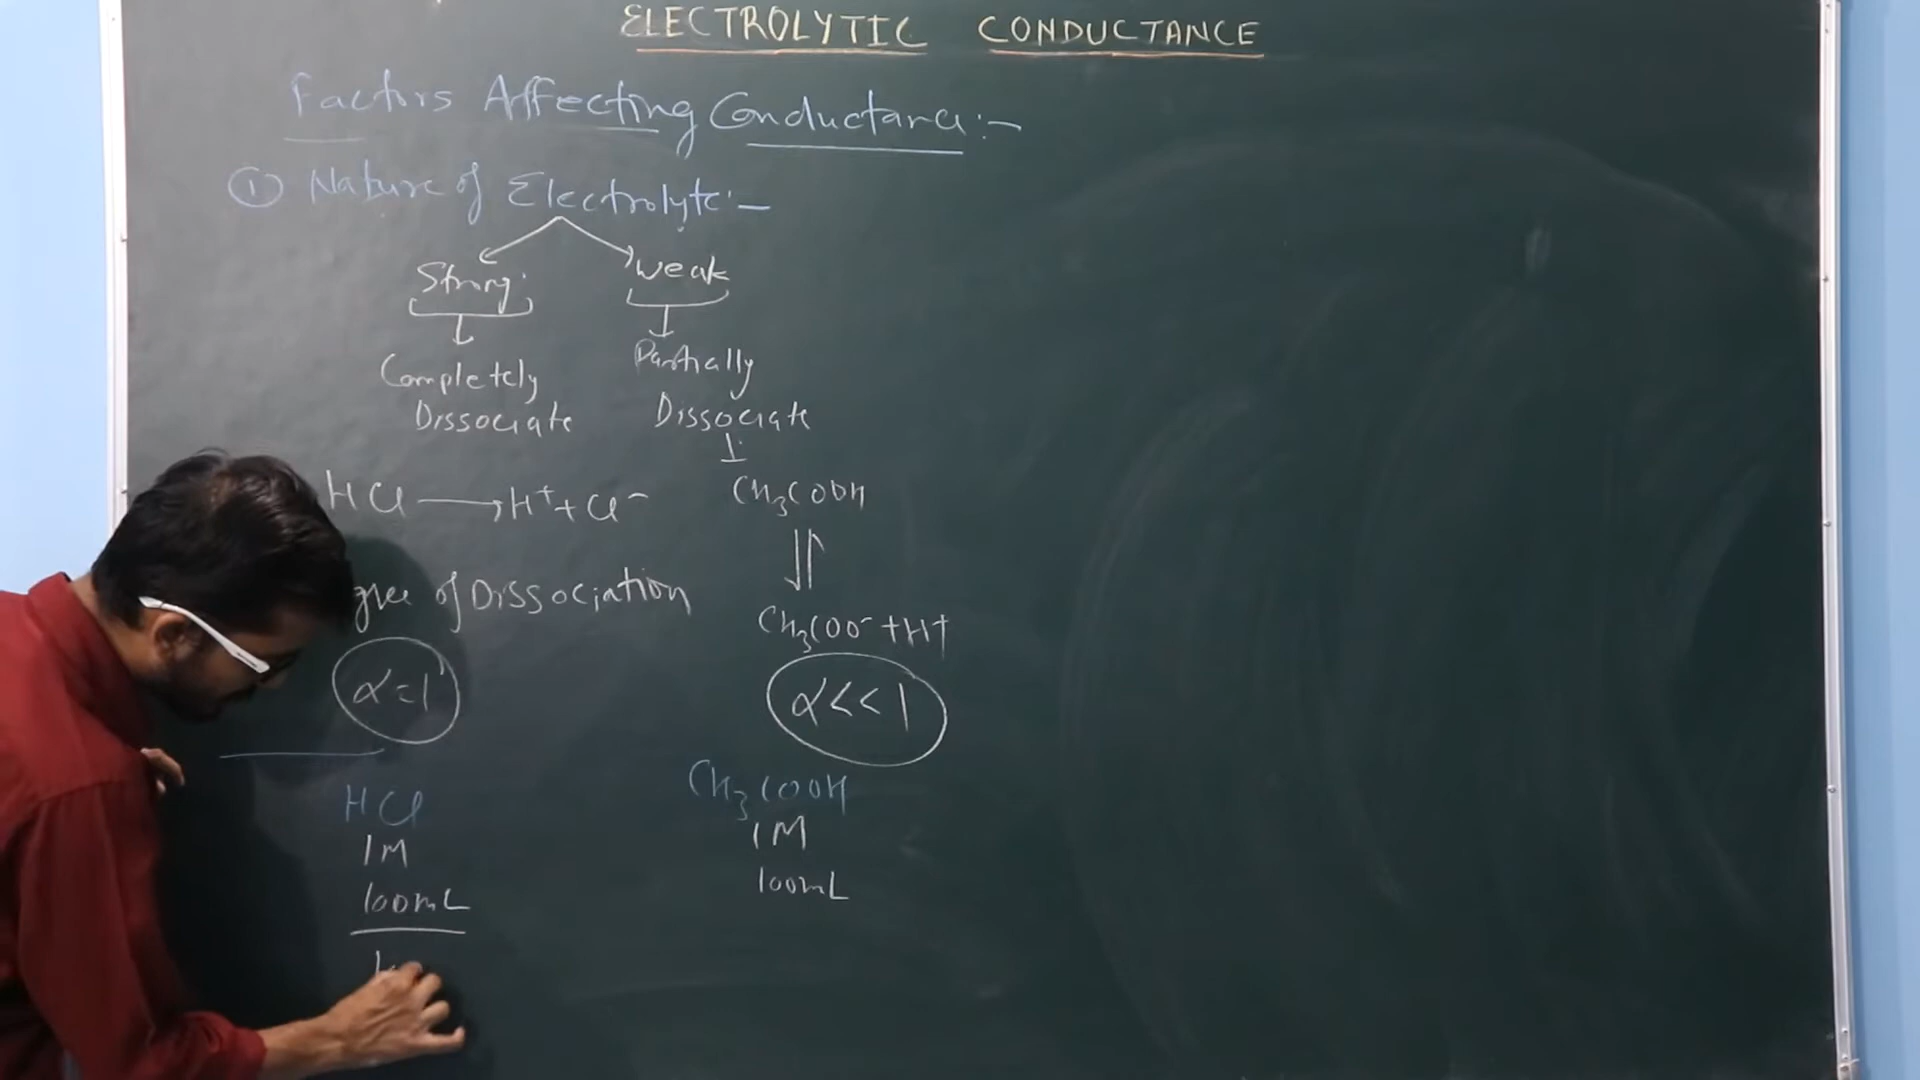 ELECTROLYTIC CONDUCTANCE
Factors Affecting Conductance:-
① Nature of Electrolyte:-
Strong
Weak
Completely
Dissociate
Partially
Dissociate
HCl ⟶ H⁺ + Cl⁻
CH₃COOH
⇌
CH₃COO⁻ + H⁺
gree of Dissociation
α=1
α<<1
HCl
1M
100mL
CH₃COOH
1M
100mL